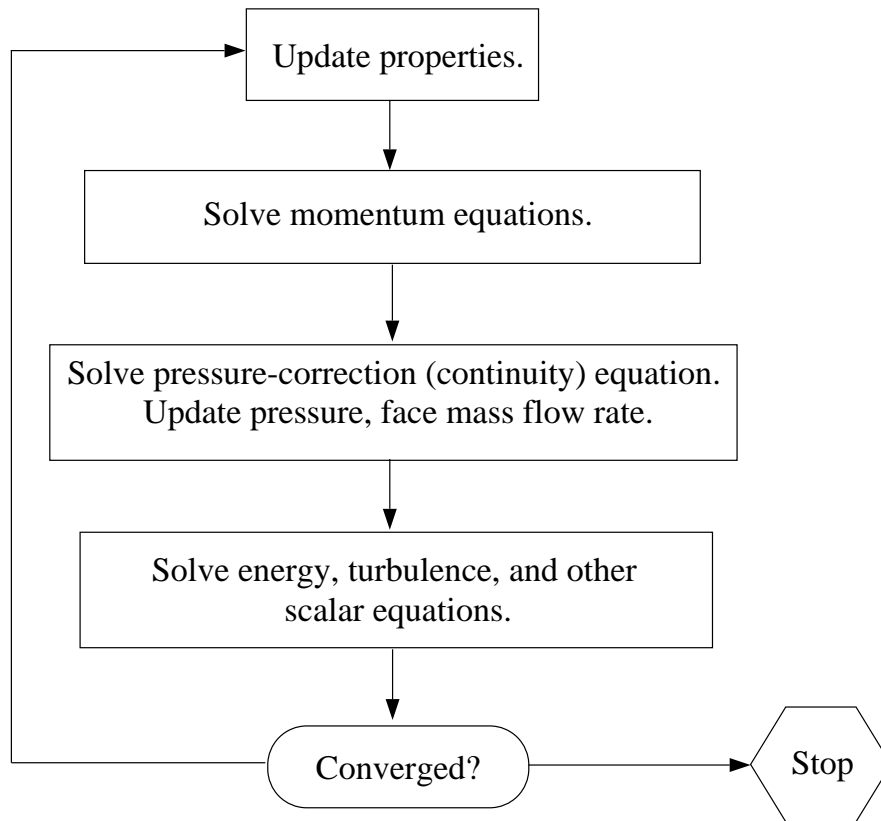 Update properties.
Solve momentum equations.
Solve pressure-correction (continuity) equation.
Update pressure, face mass flow rate.
Solve energy, turbulence, and other
scalar equations.
Converged?
Stop